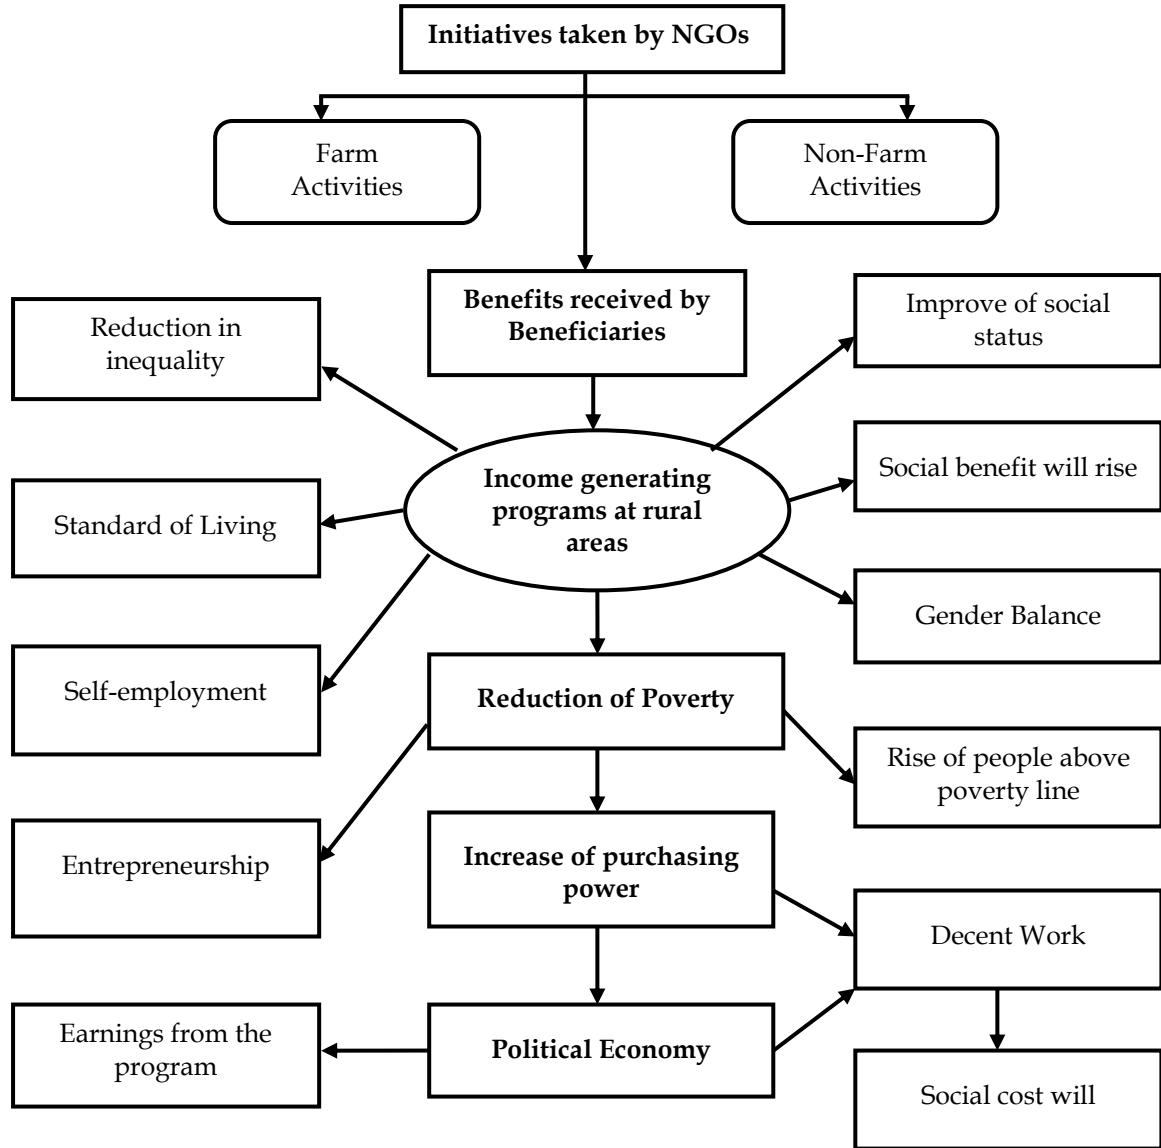 Initiatives taken by NGOs
Farm
Activities
Non-Farm
Activities
Benefits received by
Beneficiaries
Reduction in
inequality
Improve of social
status
Income generating
programs at rural
areas
Social benefit will rise
Standard of Living
Gender Balance
Self-employment
Reduction of Poverty
Rise of people above
poverty line
Entrepreneurship
Increase of purchasing
power
Decent Work
Earnings from the
program
Political Economy
Social cost will